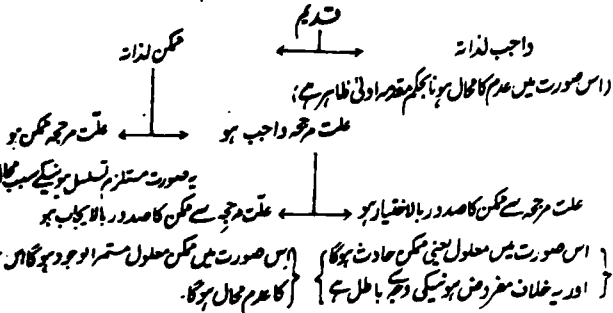 قدیم
واجب لذاتہ ممکن لذاتہ
(اس صورت میں عدم کا محال ہونا بحکم مقدمہ اولیٰ ظاہر ہے)
علت مرجحہ واجب ہو علت مرجحہ ممکن ہو
یہ صورت مستلزم تسلسل ہونیکے سبب محال
علت مرجحہ سے ممکن کا صدور بالاختیار ہو علت مرجحہ سے ممکن کا صدور بالایجاب ہو
اس صورت میں معلول یعنی ممکن حادث ہوگا اس صورت میں ممکن معلول مستمر الوجود ہوگا اس
اور یہ خلاف مفروض ہونیکی وجہ سے باطل ہے کا عدم محال ہوگا۔